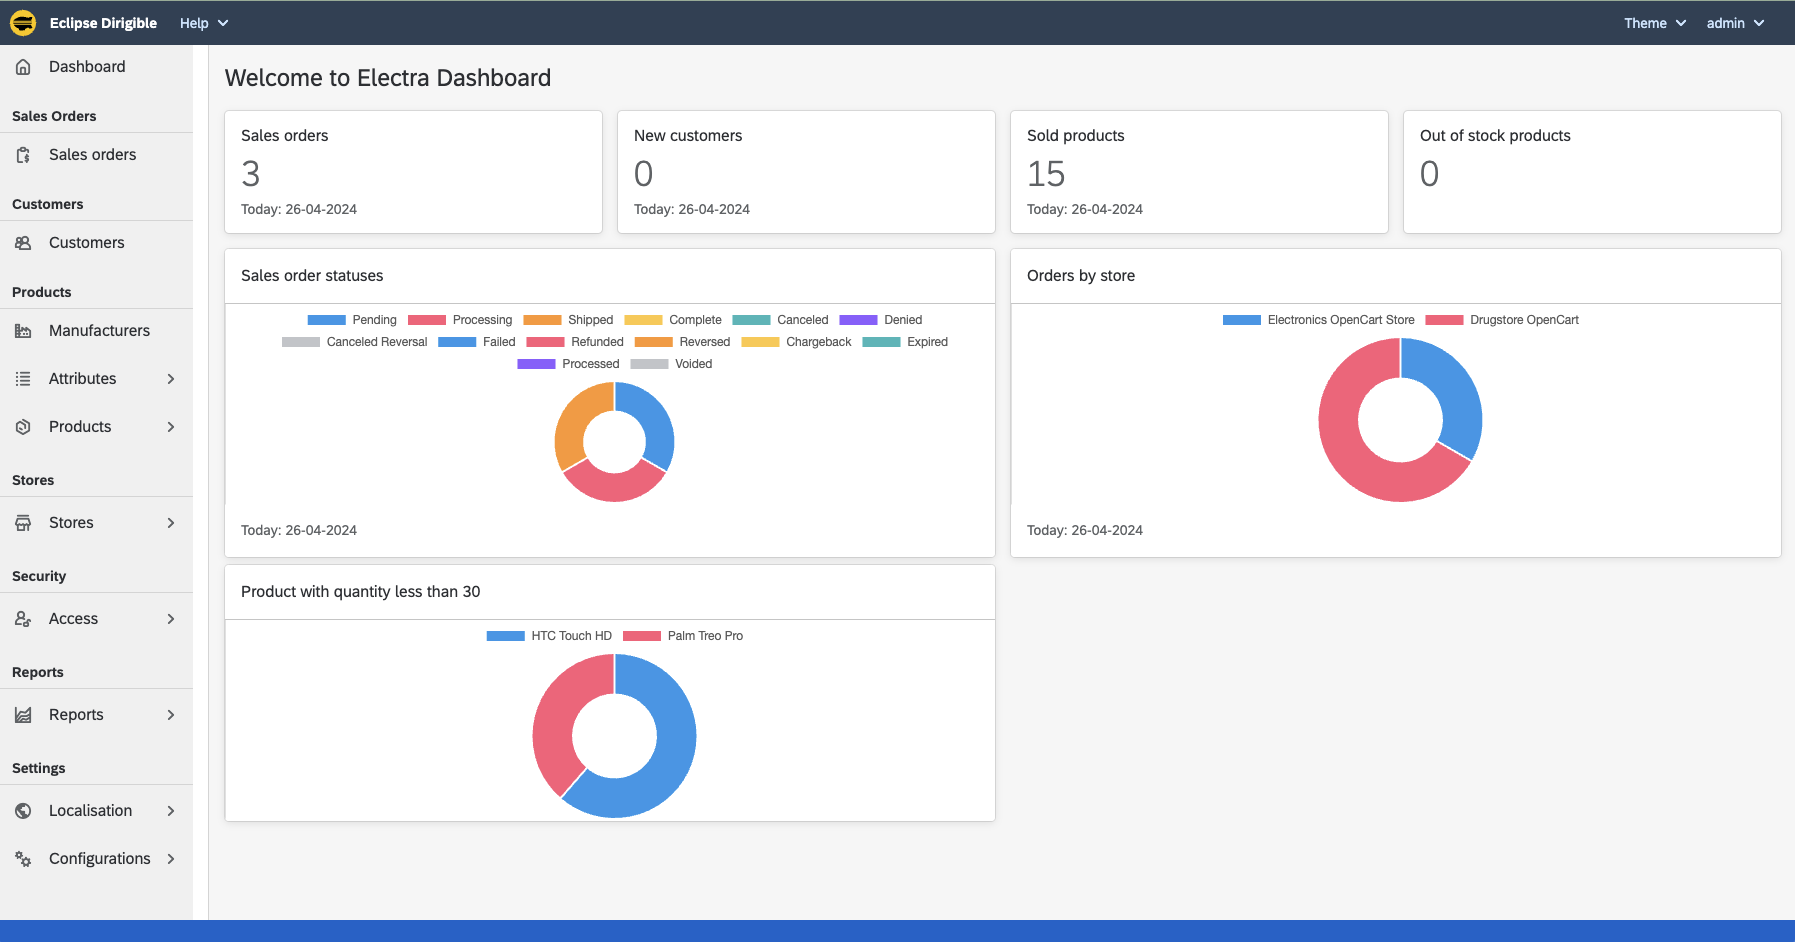 Eclipse Dirigible Help Theme admin
Dashboard
Sales Orders
Sales orders
Customers
Customers
Products
Manufacturers
Attributes
Products
Stores
Stores
Security
Access
Reports
Reports
Settings
Localisation
Configurations
Welcome to Electra Dashboard
Sales orders
3
Today: 26-04-2024
New customers
0
Today: 26-04-2024
Sold products
15
Today: 26-04-2024
Out of stock products
0
Sales order statuses
Pending Processing Shipped Complete Canceled Denied
Canceled Reversal Failed Refunded Reversed Chargeback Expired
Processed Voided
Today: 26-04-2024
Orders by store
Electronics OpenCart Store Drugstore OpenCart
Today: 26-04-2024
Product with quantity less than 30
HTC Touch HD Palm Treo Pro